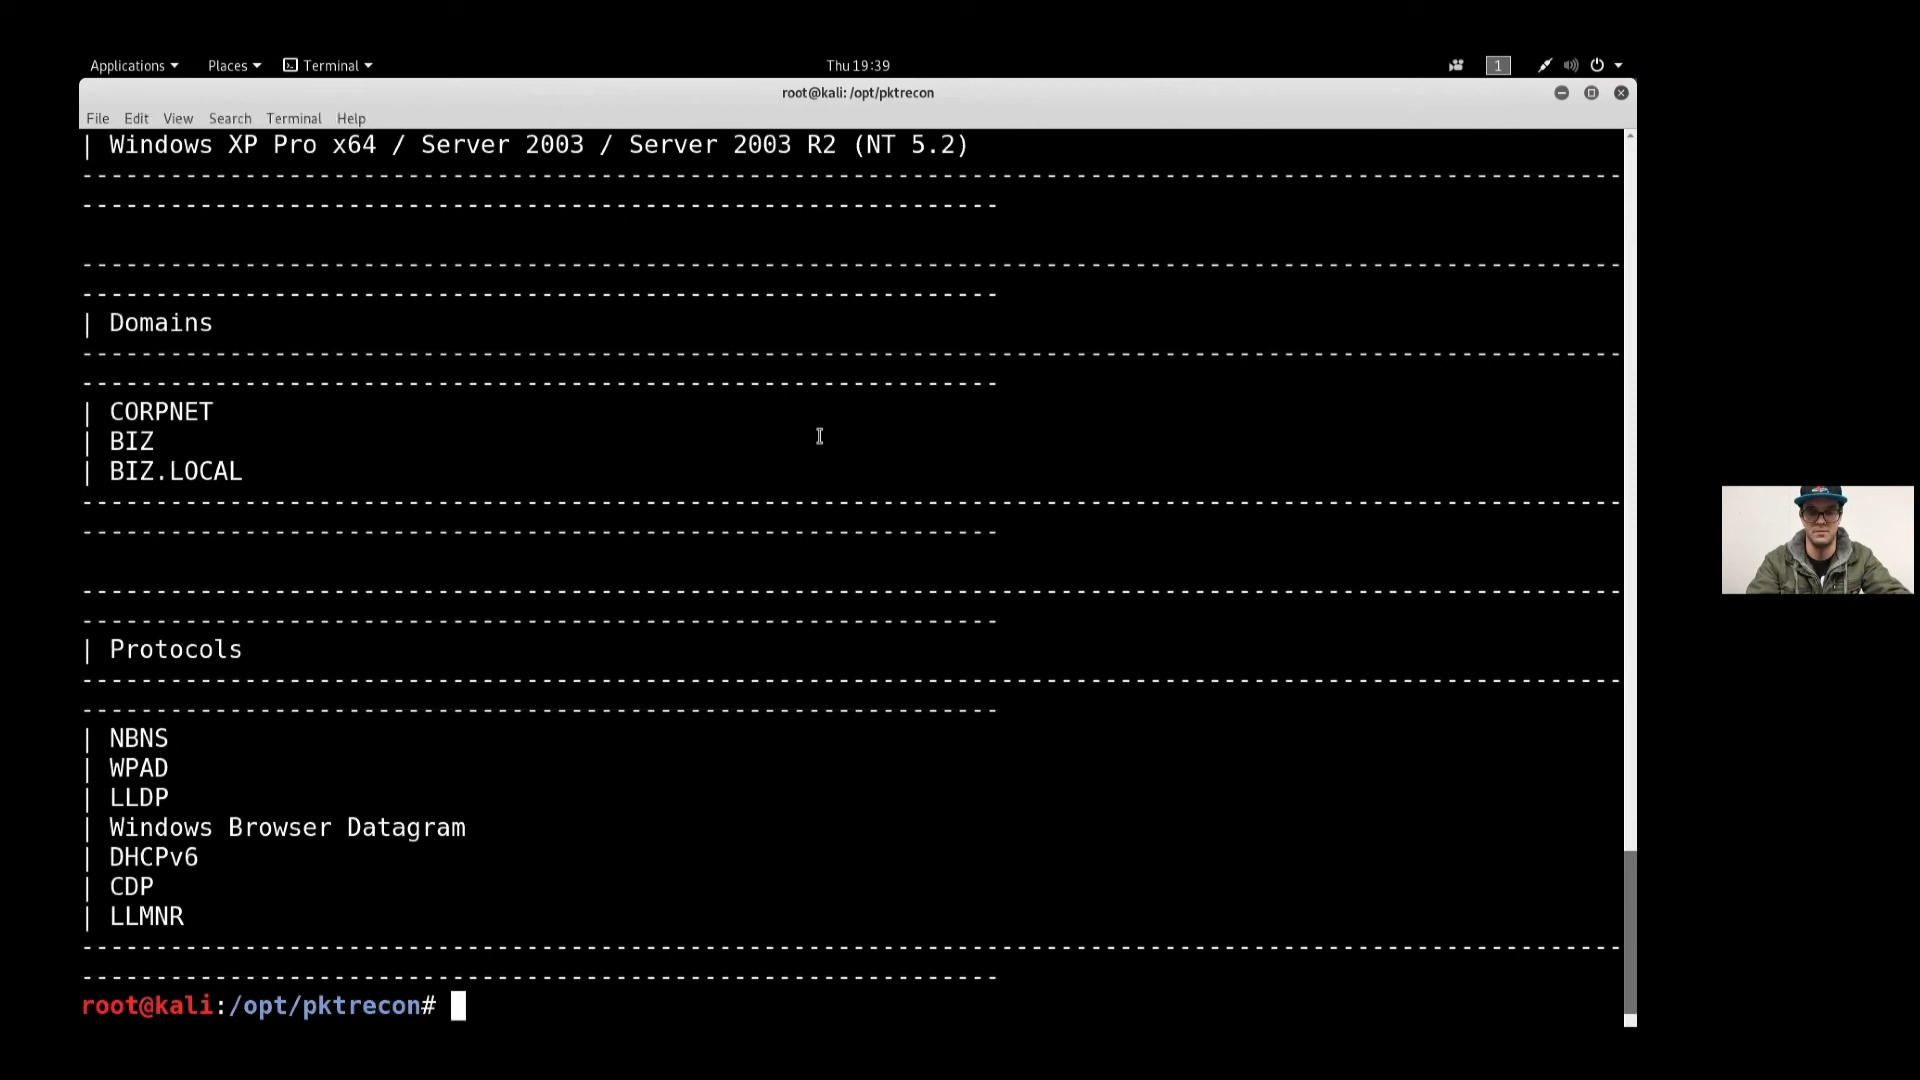 Applications Places Terminal Thu 19:39 1
root@kali: /opt/pktrecon
File Edit View Search Terminal Help
| Windows XP Pro x64 / Server 2003 / Server 2003 R2 (NT 5.2)
--------------------------------------------------------------------------------------------------------
--------------------------------------------------------------
--------------------------------------------------------------------------------------------------------
--------------------------------------------------------------
| Domains
--------------------------------------------------------------------------------------------------------
--------------------------------------------------------------
| CORPNET
| BIZ
| BIZ.LOCAL
--------------------------------------------------------------------------------------------------------
--------------------------------------------------------------
--------------------------------------------------------------------------------------------------------
--------------------------------------------------------------
| Protocols
--------------------------------------------------------------------------------------------------------
--------------------------------------------------------------
| NBNS
| WPAD
| LLDP
| Windows Browser Datagram
| DHCPv6
| CDP
| LLMNR
--------------------------------------------------------------------------------------------------------
--------------------------------------------------------------
root@kali:/opt/pktrecon#